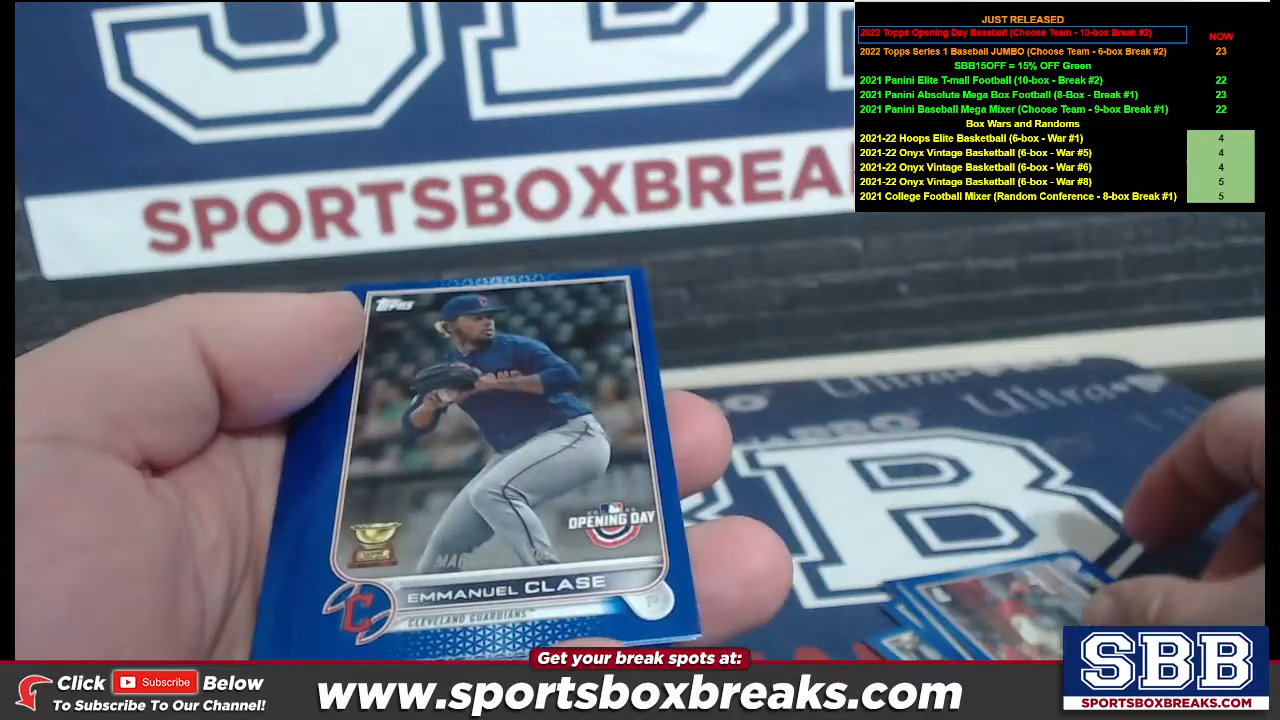 SBB
SPORTSBOXBREA
JUST RELEASED
2022 Topps Opening Day Baseball (Choose Team - 10-box Break #2) NOW
2022 Topps Series 1 Baseball JUMBO (Choose Team - 6-box Break #2) 23
SBB15OFF = 15% OFF Green
2021 Panini Elite T-mall Football (10-box - Break #2) 22
2021 Panini Absolute Mega Box Football (8-Box - Break #1) 23
2021 Panini Baseball Mega Mixer (Choose Team - 9-box Break #1) 22
Box Wars and Randoms
2021-22 Hoops Elite Basketball (6-box - War #1) 4
2021-22 Onyx Vintage Basketball (6-box - War #5) 4
2021-22 Onyx Vintage Basketball (6-box - War #6) 4
2021-22 Onyx Vintage Basketball (6-box - War #8) 5
2021 College Football Mixer (Random Conference - 8-box Break #1) 5
Topps
OPENING DAY
EMMANUEL CLASE
CLEVELAND GUARDIANS™
P
Ultra
B
Get your break spots at:
Click Subscribe Below
To Subscribe To Our Channel!
www.sportsboxbreaks.com
SBB
SPORTSBOXBREAKS.COM